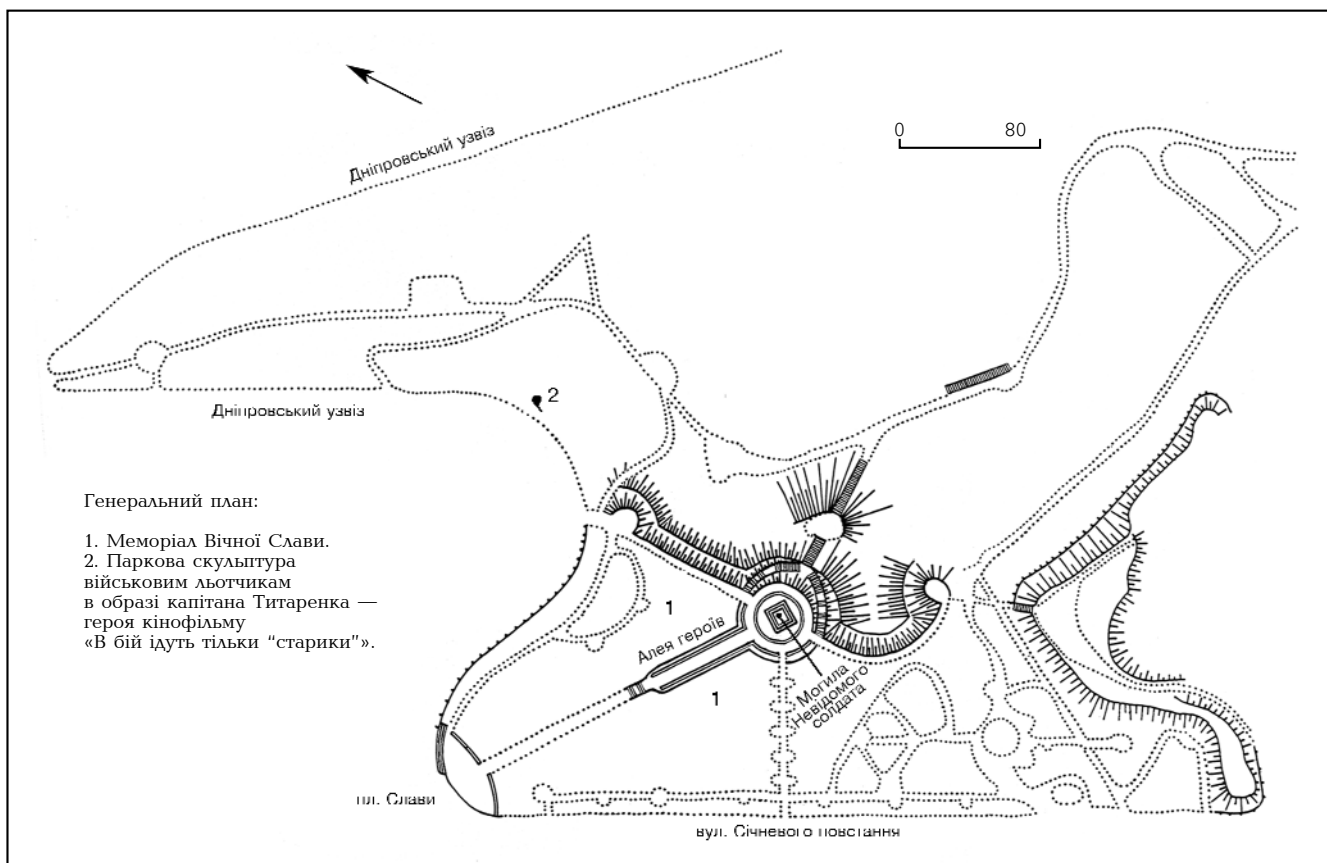 Дніпровський узвіз
0 80
2
Дніпровський узвіз
Генеральний план:
1. Меморіал Вічної Слави.
2. Паркова скульптура
військовим льотчикам
в образі капітана Титаренка —
героя кінофільму
«В бій ідуть тільки “старики”».
1
Алея героїв
1
Могила
Невідомого
солдата
пл. Слави
вул. Січневого повстання